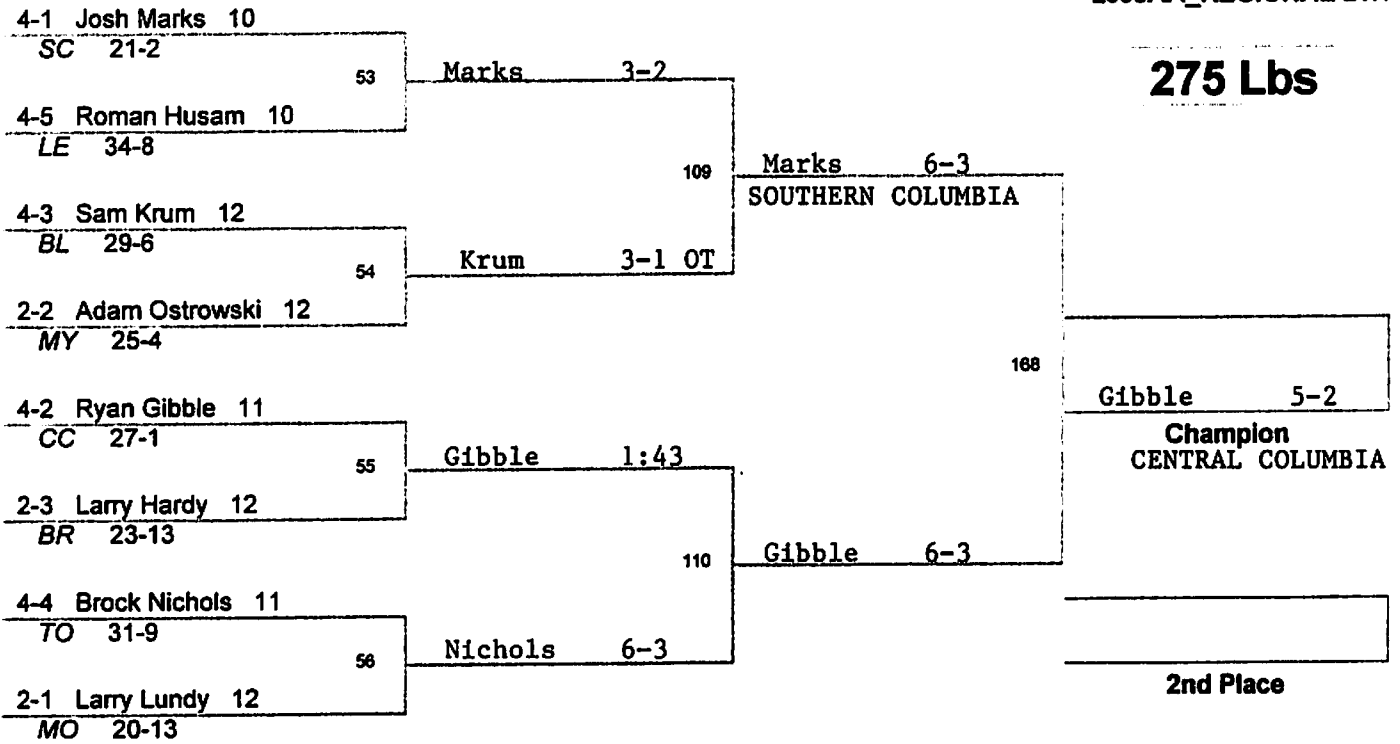 4-1 Josh Marks 10
SC 21-2
53
Marks 3-2
4-5 Roman Husam 10
LE 34-8
109
Marks 6-3
SOUTHERN COLUMBIA
4-3 Sam Krum 12
BL 29-6
54
Krum 3-1 OT
2-2 Adam Ostrowski 12
MY 25-4
275 Lbs
168
Gibble 5-2
Champion
CENTRAL COLUMBIA
4-2 Ryan Gibble 11
CC 27-1
55
Gibble 1:43
2-3 Larry Hardy 12
BR 23-13
110
Gibble 6-3
4-4 Brock Nichols 11
TO 31-9
56
Nichols 6-3
2-1 Larry Lundy 12
MO 20-13
2nd Place